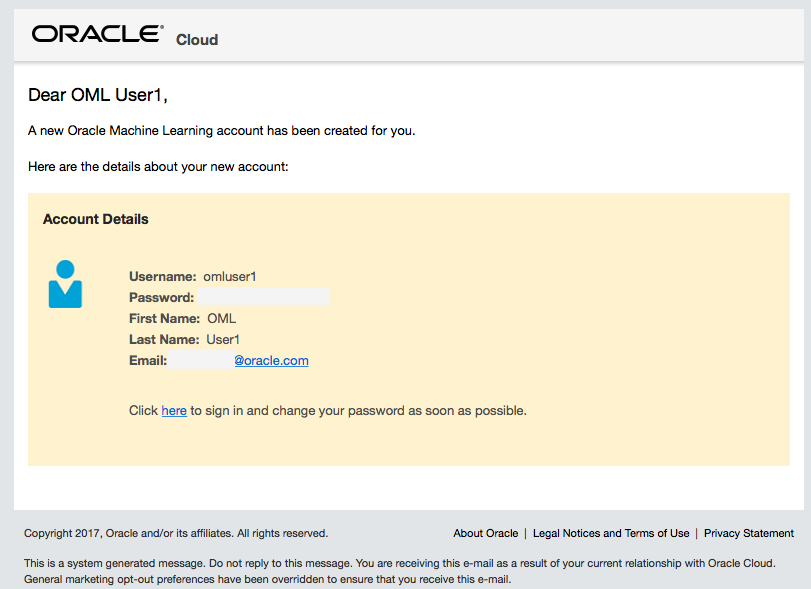 ORACLE® Cloud
Dear OML User1,
A new Oracle Machine Learning account has been created for you.
Here are the details about your new account:
Account Details
Username: omluser1
Password:
First Name: OML
Last Name: User1
Email: @oracle.com
Click here to sign in and change your password as soon as possible.
Copyright 2017, Oracle and/or its affiliates. All rights reserved. About Oracle | Legal Notices and Terms of Use | Privacy Statement
This is a system generated message. Do not reply to this message. You are receiving this e-mail as a result of your current relationship with Oracle Cloud.
General marketing opt-out preferences have been overridden to ensure that you receive this e-mail.